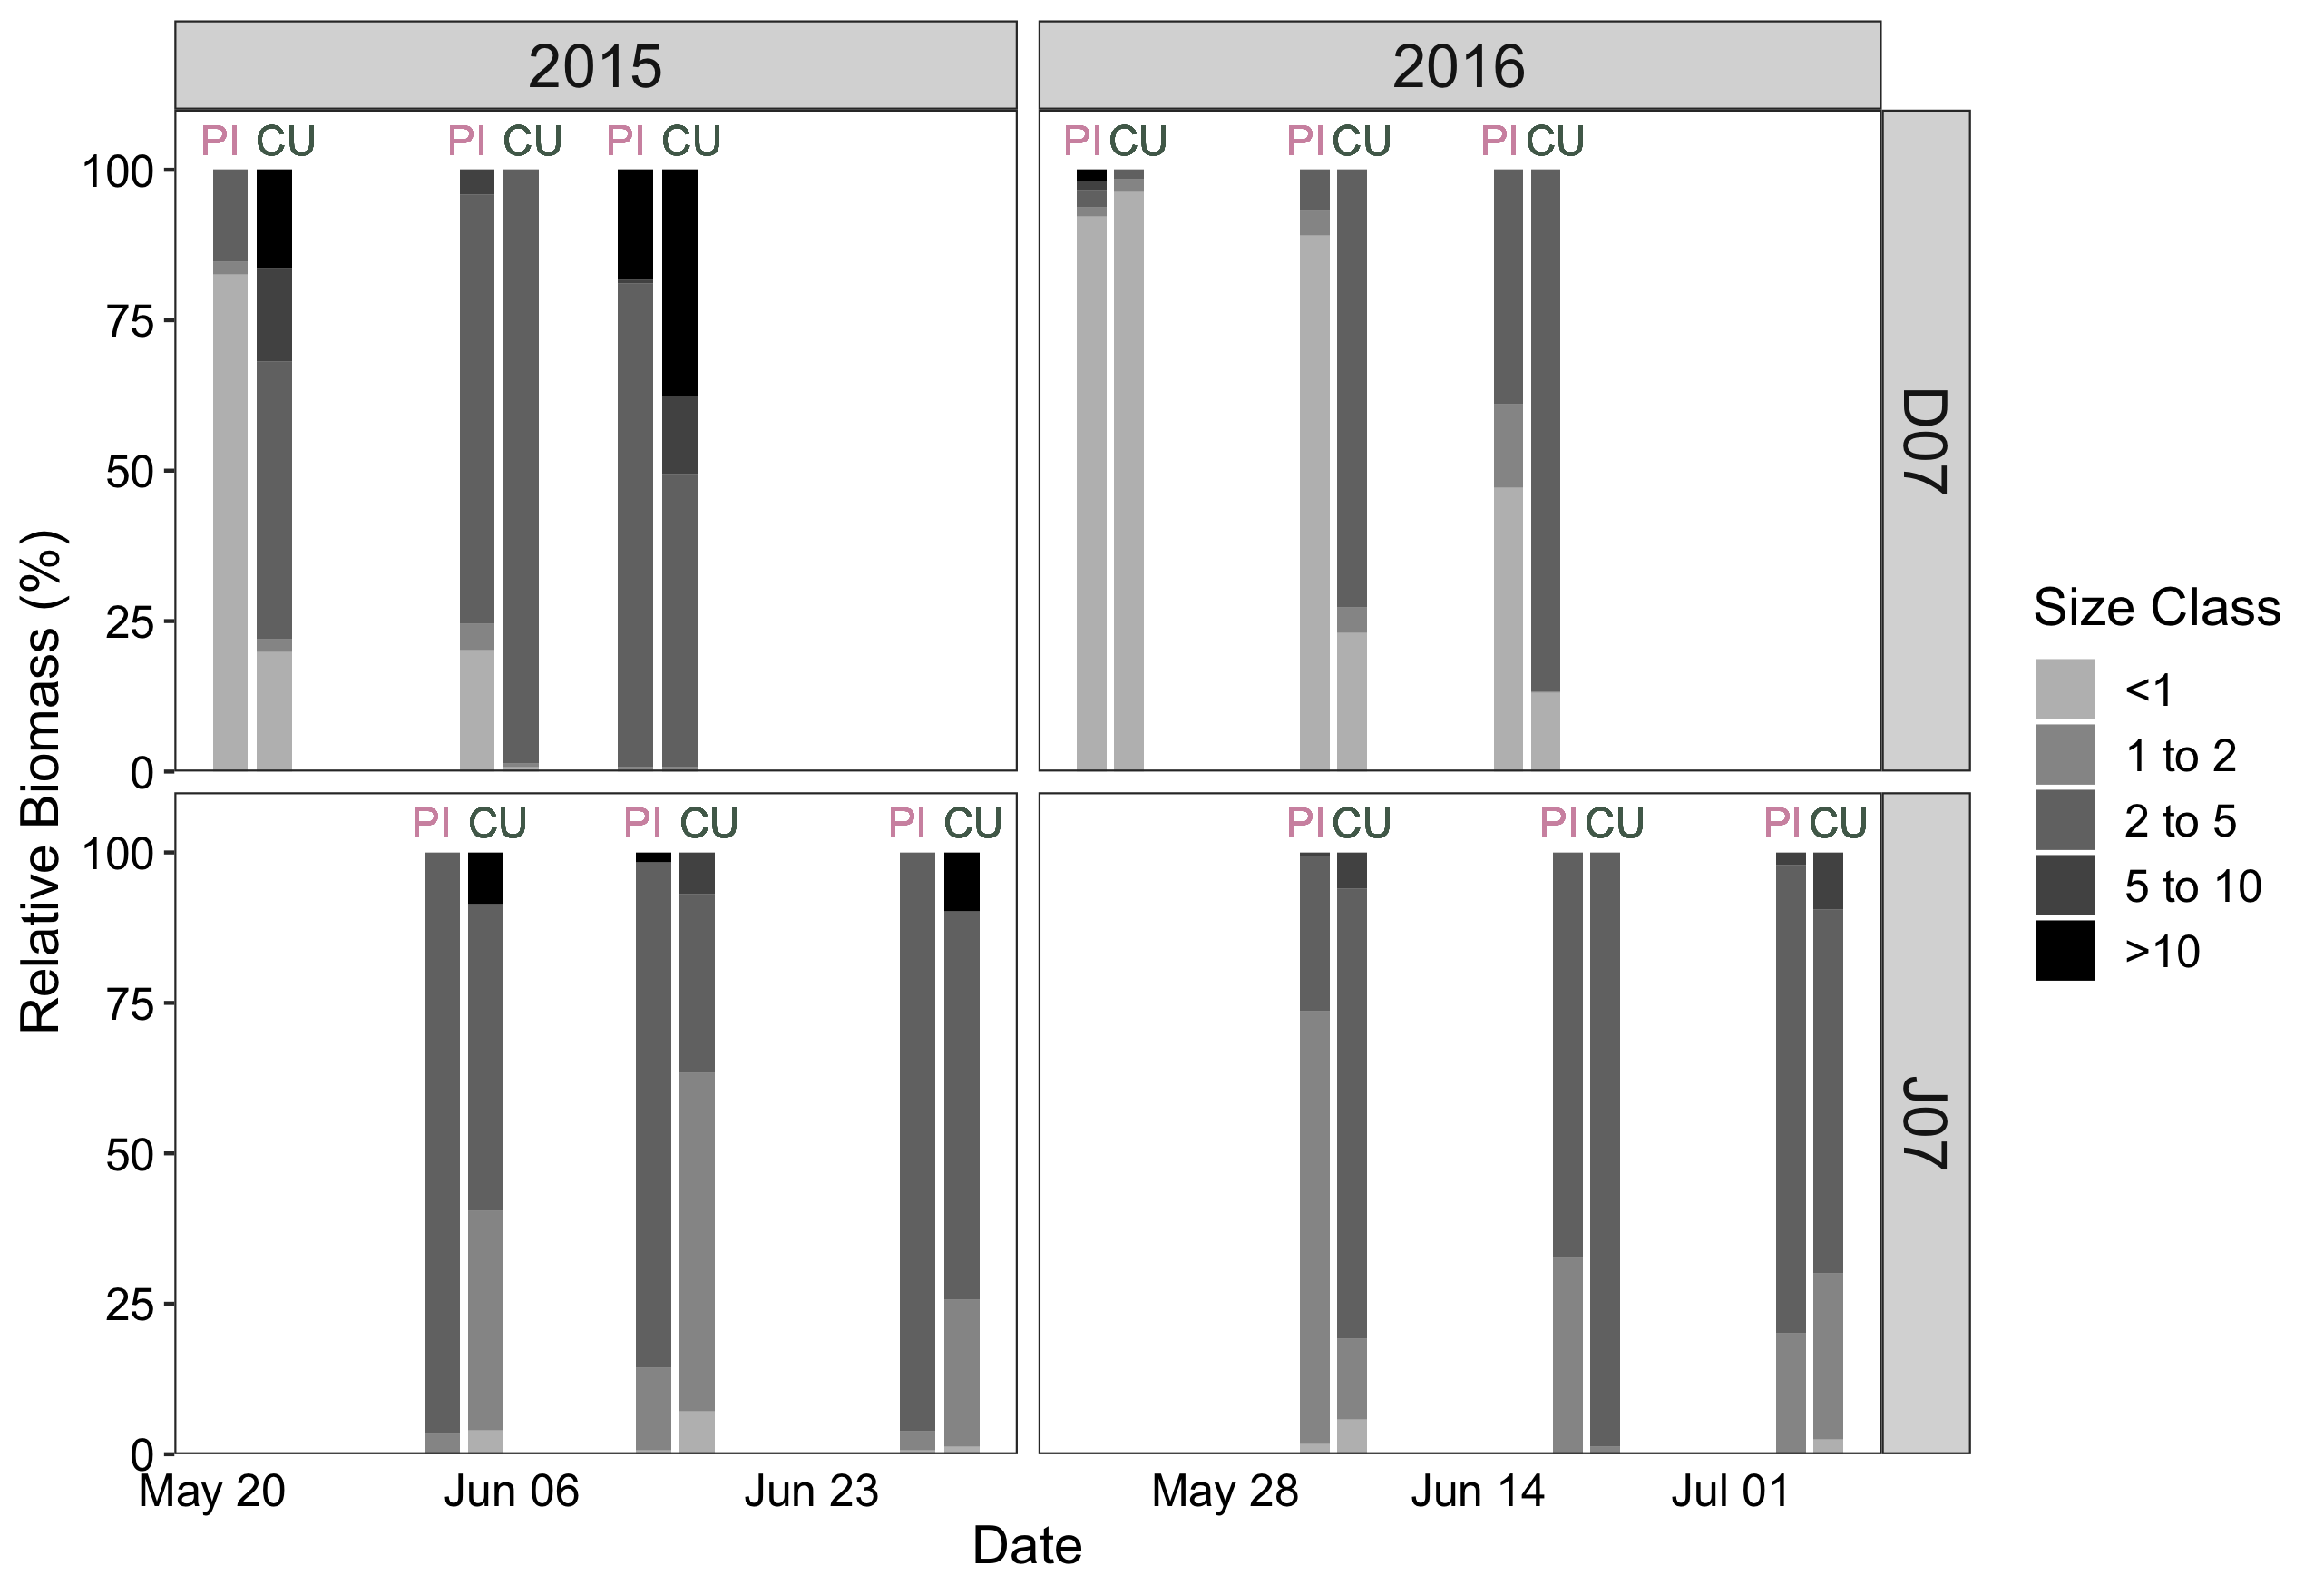 2015
2016
PI CU PI CU PI CU
PI CU PI CU PI CU
100
75
50
25
0
D07
Relative Biomass (%)
PI CU PI CU PI CU
PI CU PI CU PI CU
100
75
50
25
0
J07
May 20 Jun 06 Jun 23
May 28 Jun 14 Jul 01
Date
Size Class
<1
1 to 2
2 to 5
5 to 10
>10